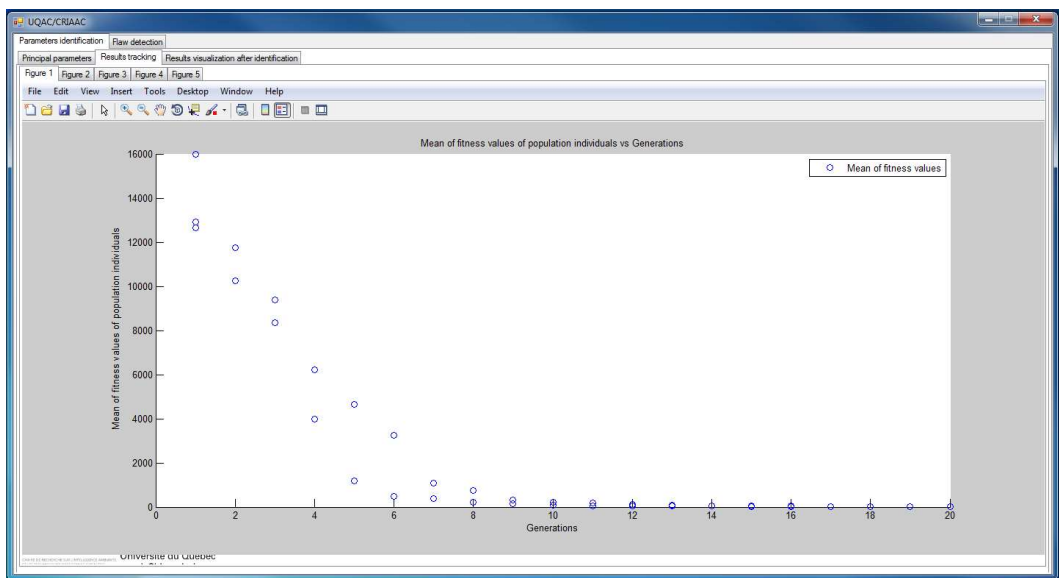 UQAC/CRIAAC
Parameters identification Flaw detection
Principal parameters Results tracking Results visualization after identification
Figure 1 Figure 2 Figure 3 Figure 4 Figure 5
File Edit View Insert Tools Desktop Window Help
Mean of fitness values of population individuals vs Generations
Mean of fitness values
Mean of fitness values of population individuals
16000
14000
12000
10000
8000
6000
4000
2000
0
0 2 4 6 8 10 12 14 16 18 20
Generations
Université du Québec